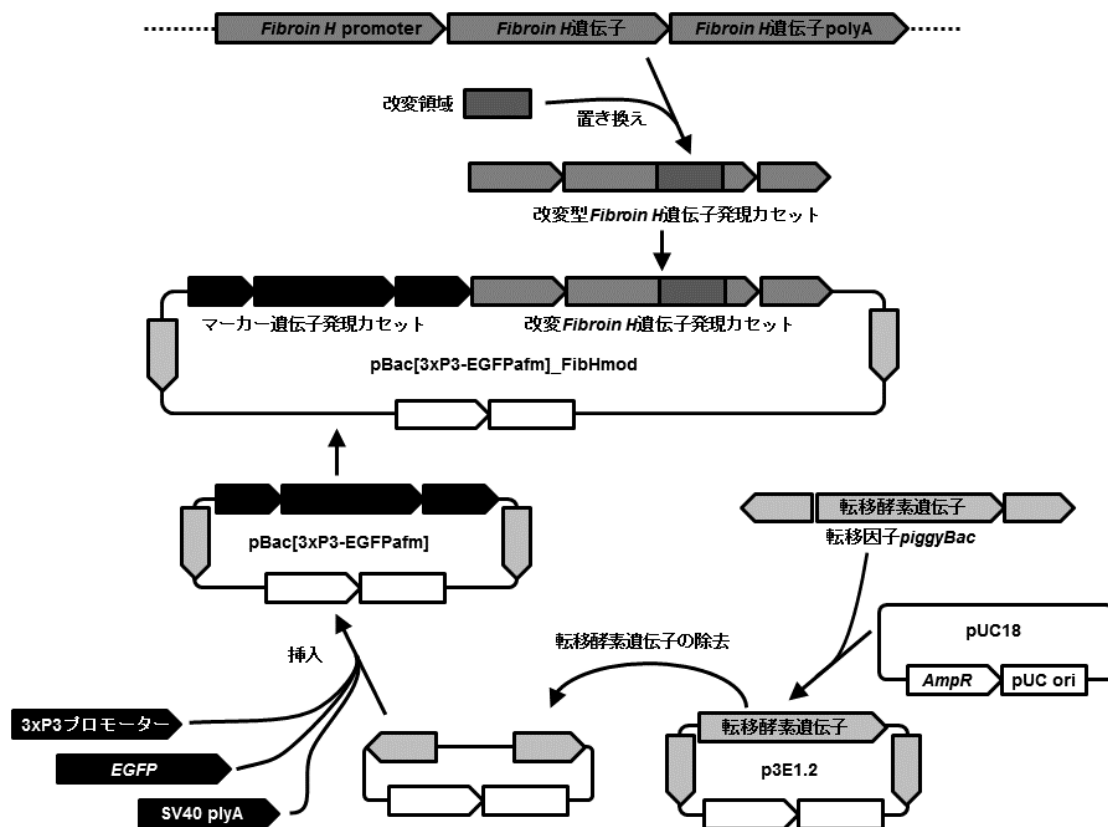 Fibroin H promoter
Fibroin H遺伝子
Fibroin H遺伝子polyA
改変領域
置き換え
改変型Fibroin H遺伝子発現カセット
マーカー遺伝子発現カセット
改変Fibroin H遺伝子発現カセット
pBac[3xP3-EGFPafm]_FibHmod
pBac[3xP3-EGFPafm]
転移酵素遺伝子
転移因子piggyBac
pUC18
AmpR
pUC ori
転移酵素遺伝子の除去
挿入
3xP3プロモーター
EGFP
SV40 plyA
転移酵素遺伝子
p3E1.2